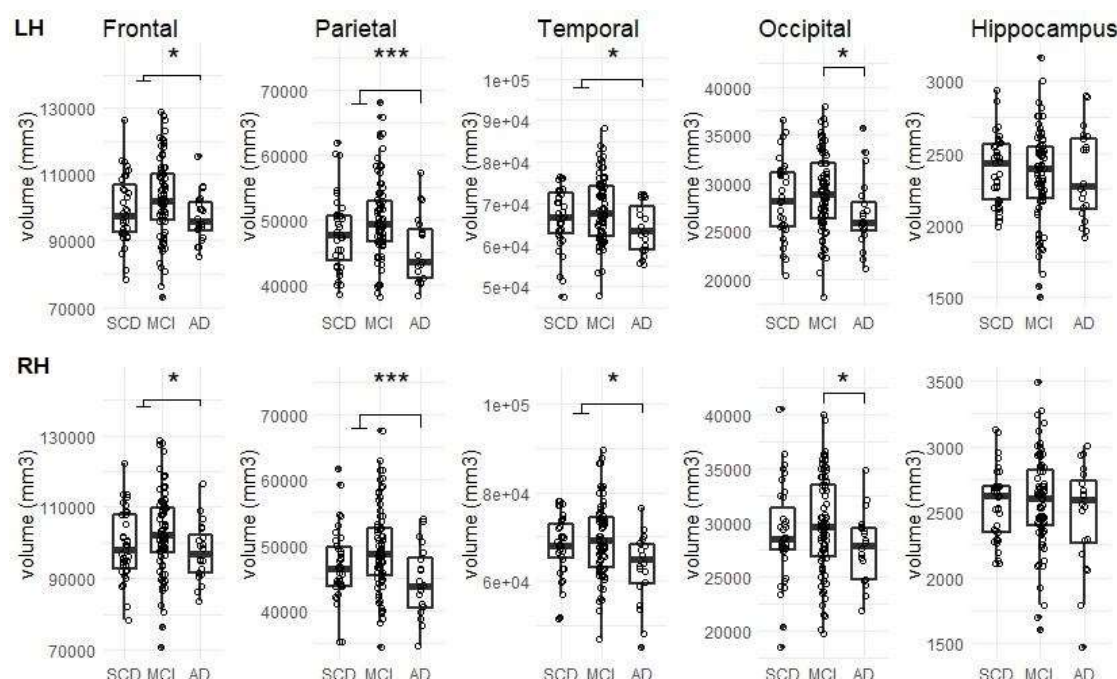 LH Frontal Parietal Temporal Occipital Hippocampus
* *** * *
volume (mm3) 130000 110000 90000 70000
SCD MCI AD
volume (mm3) 70000 60000 50000 40000
SCD MCI AD
volume (mm3) 1e+05 9e+04 8e+04 7e+04 6e+04 5e+04
SCD MCI AD
volume (mm3) 40000 35000 30000 25000 20000
SCD MCI AD
volume (mm3) 3000 2500 2000 1500
SCD MCI AD
RH
* *** * *
volume (mm3) 130000 110000 90000 70000
SCD MCI AD
volume (mm3) 70000 60000 50000 40000
SCD MCI AD
volume (mm3) 1e+05 8e+04 6e+04
SCD MCI AD
volume (mm3) 40000 35000 30000 25000 20000
SCD MCI AD
volume (mm3) 3500 3000 2500 2000 1500
SCD MCI AD